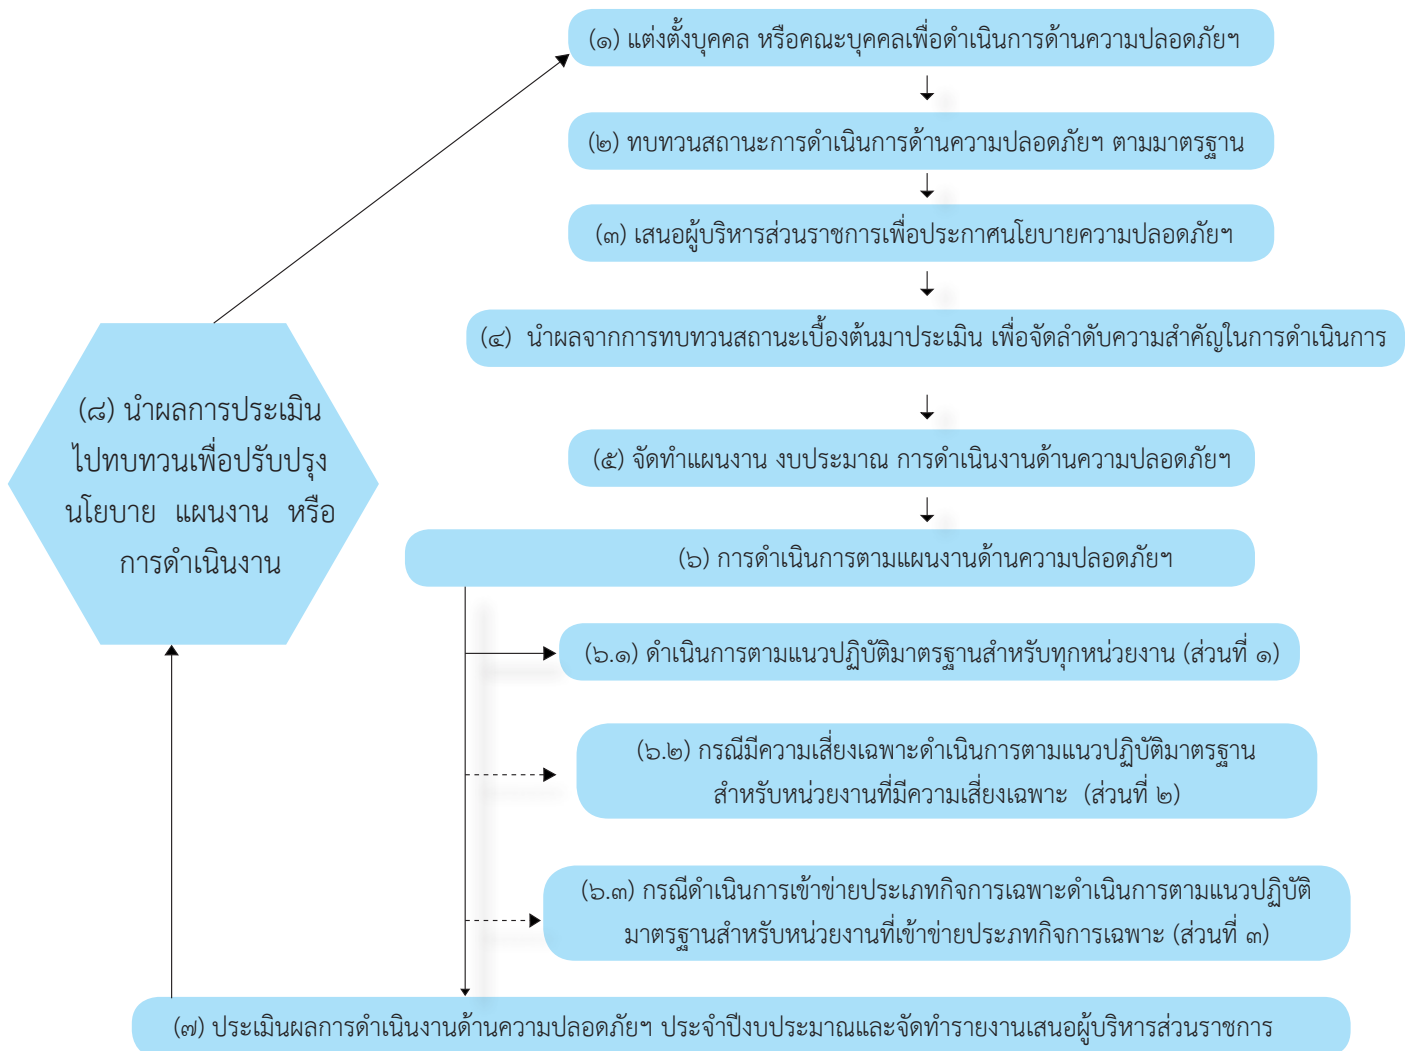 (๑) แต่งตั้งบุคคล หรือคณะบุคคลเพื่อดำเนินการด้านความปลอดภัยฯ
(๒) ทบทวนสถานะการดำเนินการด้านความปลอดภัยฯ ตามมาตรฐาน
(๓) เสนอผู้บริหารส่วนราชการเพื่อประกาศนโยบายความปลอดภัยฯ
(๔) นำผลจากการทบทวนสถานะเบื้องต้นมาประเมิน เพื่อจัดลำดับความสำคัญในการดำเนินการ
(๕) จัดทำแผนงาน งบประมาณ การดำเนินงานด้านความปลอดภัยฯ
(๖) การดำเนินการตามแผนงานด้านความปลอดภัยฯ
(๖.๑) ดำเนินการตามแนวปฏิบัติมาตรฐานสำหรับทุกหน่วยงาน (ส่วนที่ ๑)
(๖.๒) กรณีมีความเสี่ยงเฉพาะดำเนินการตามแนวปฏิบัติมาตรฐาน
สำหรับหน่วยงานที่มีความเสี่ยงเฉพาะ (ส่วนที่ ๒)
(๖.๓) กรณีดำเนินการเข้าข่ายประเภทกิจการเฉพาะดำเนินการตามแนวปฏิบัติ
มาตรฐานสำหรับหน่วยงานที่เข้าข่ายประภทกิจการเฉพาะ (ส่วนที่ ๓)
(๗) ประเมินผลการดำเนินงานด้านความปลอดภัยฯ ประจำปีงบประมาณและจัดทำรายงานเสนอผู้บริหารส่วนราชการ
(๘) นำผลการประเมิน
ไปทบทวนเพื่อปรับปรุง
นโยบาย แผนงาน หรือ
การดำเนินงาน